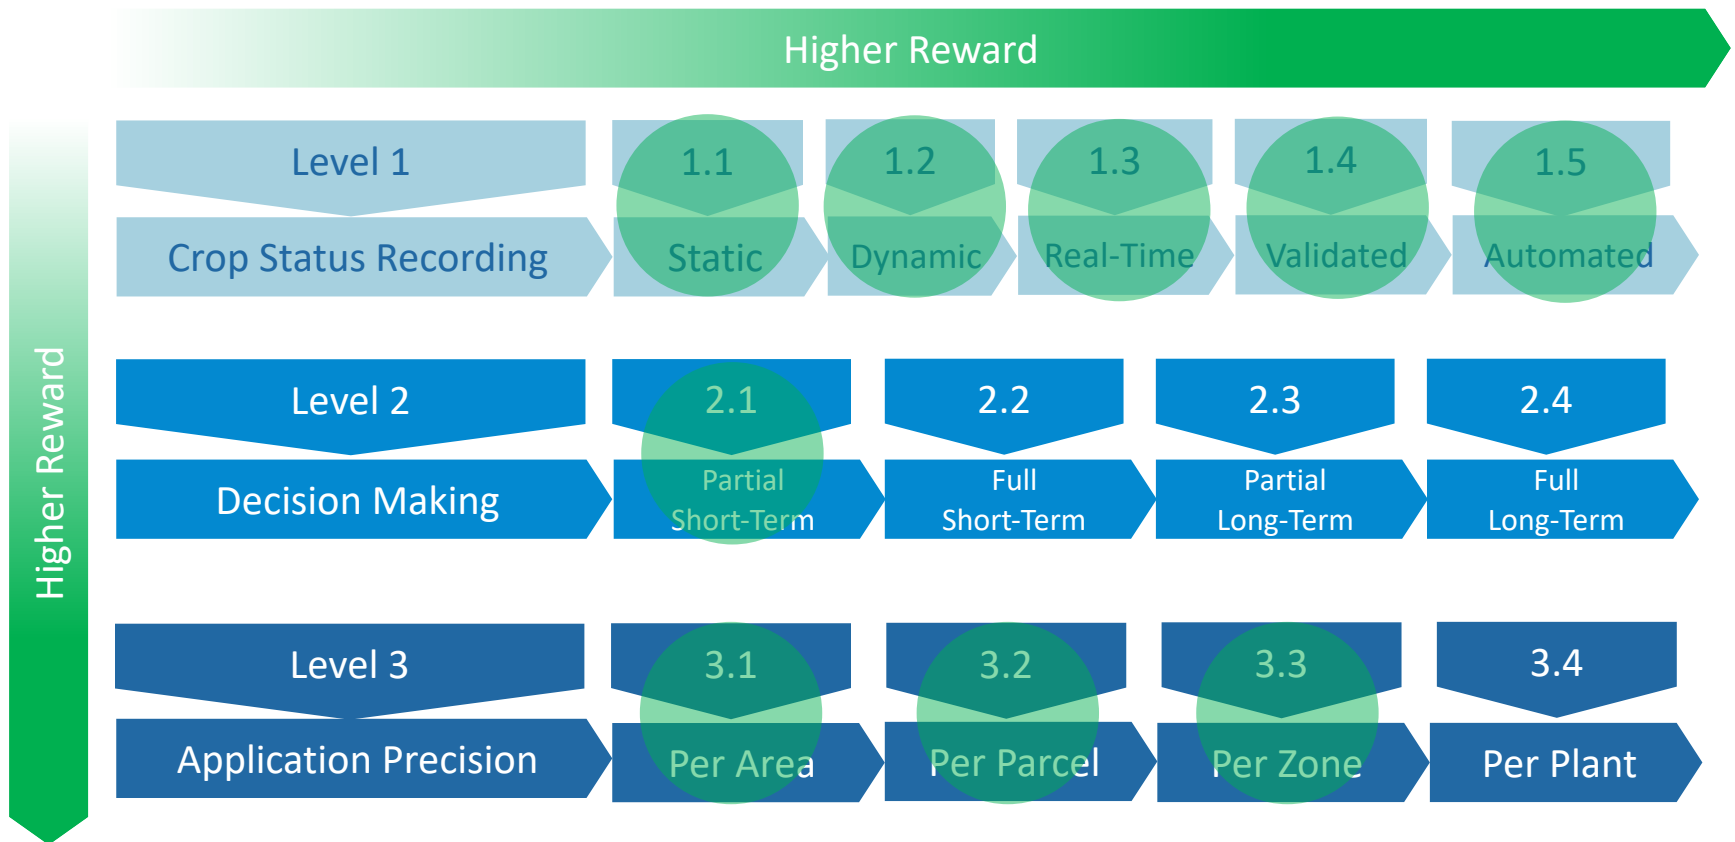 Higher Reward
Higher Reward
Level 1
1.1
1.2
1.3
1.4
1.5
Crop Status Recording
Static
Dynamic
Real-Time
Validated
Automated
Level 2
2.1
2.2
2.3
2.4
Decision Making
Partial
Short-Term
Full
Short-Term
Partial
Long-Term
Full
Long-Term
Level 3
3.1
3.2
3.3
3.4
Application Precision
Per Area
Per Parcel
Per Zone
Per Plant